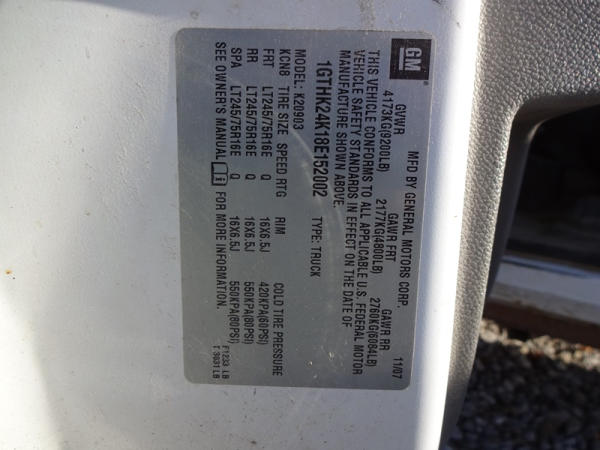 GM
MFD BY GENERAL MOTORS CORP. 11/07
GVWR GAWR FRT GAWR RR
4173KG(9200LB) 2177KG(4800LB) 2760KG(6084LB)
THIS VEHICLE CONFORMS TO ALL APPLICABLE U.S. FEDERAL MOTOR
VEHICLE SAFETY STANDARDS IN EFFECT ON THE DATE OF
MANUFACTURE SHOWN ABOVE.
1GTHK24K18E152002 TYPE: TRUCK
MODEL: K20903
KCN8 TIRE SIZE SPEED RTG RIM COLD TIRE PRESSURE
FRT LT245/75R16E Q 16X6.5J 420KPA(60PSI)
RR LT245/75R16E Q 16X6.5J 550KPA(80PSI)
SPA LT245/75R16E Q 16X6.5J 550KPA(80PSI)
SEE OWNER'S MANUAL i FOR MORE INFORMATION.
F1233 LB
T 3031 LB